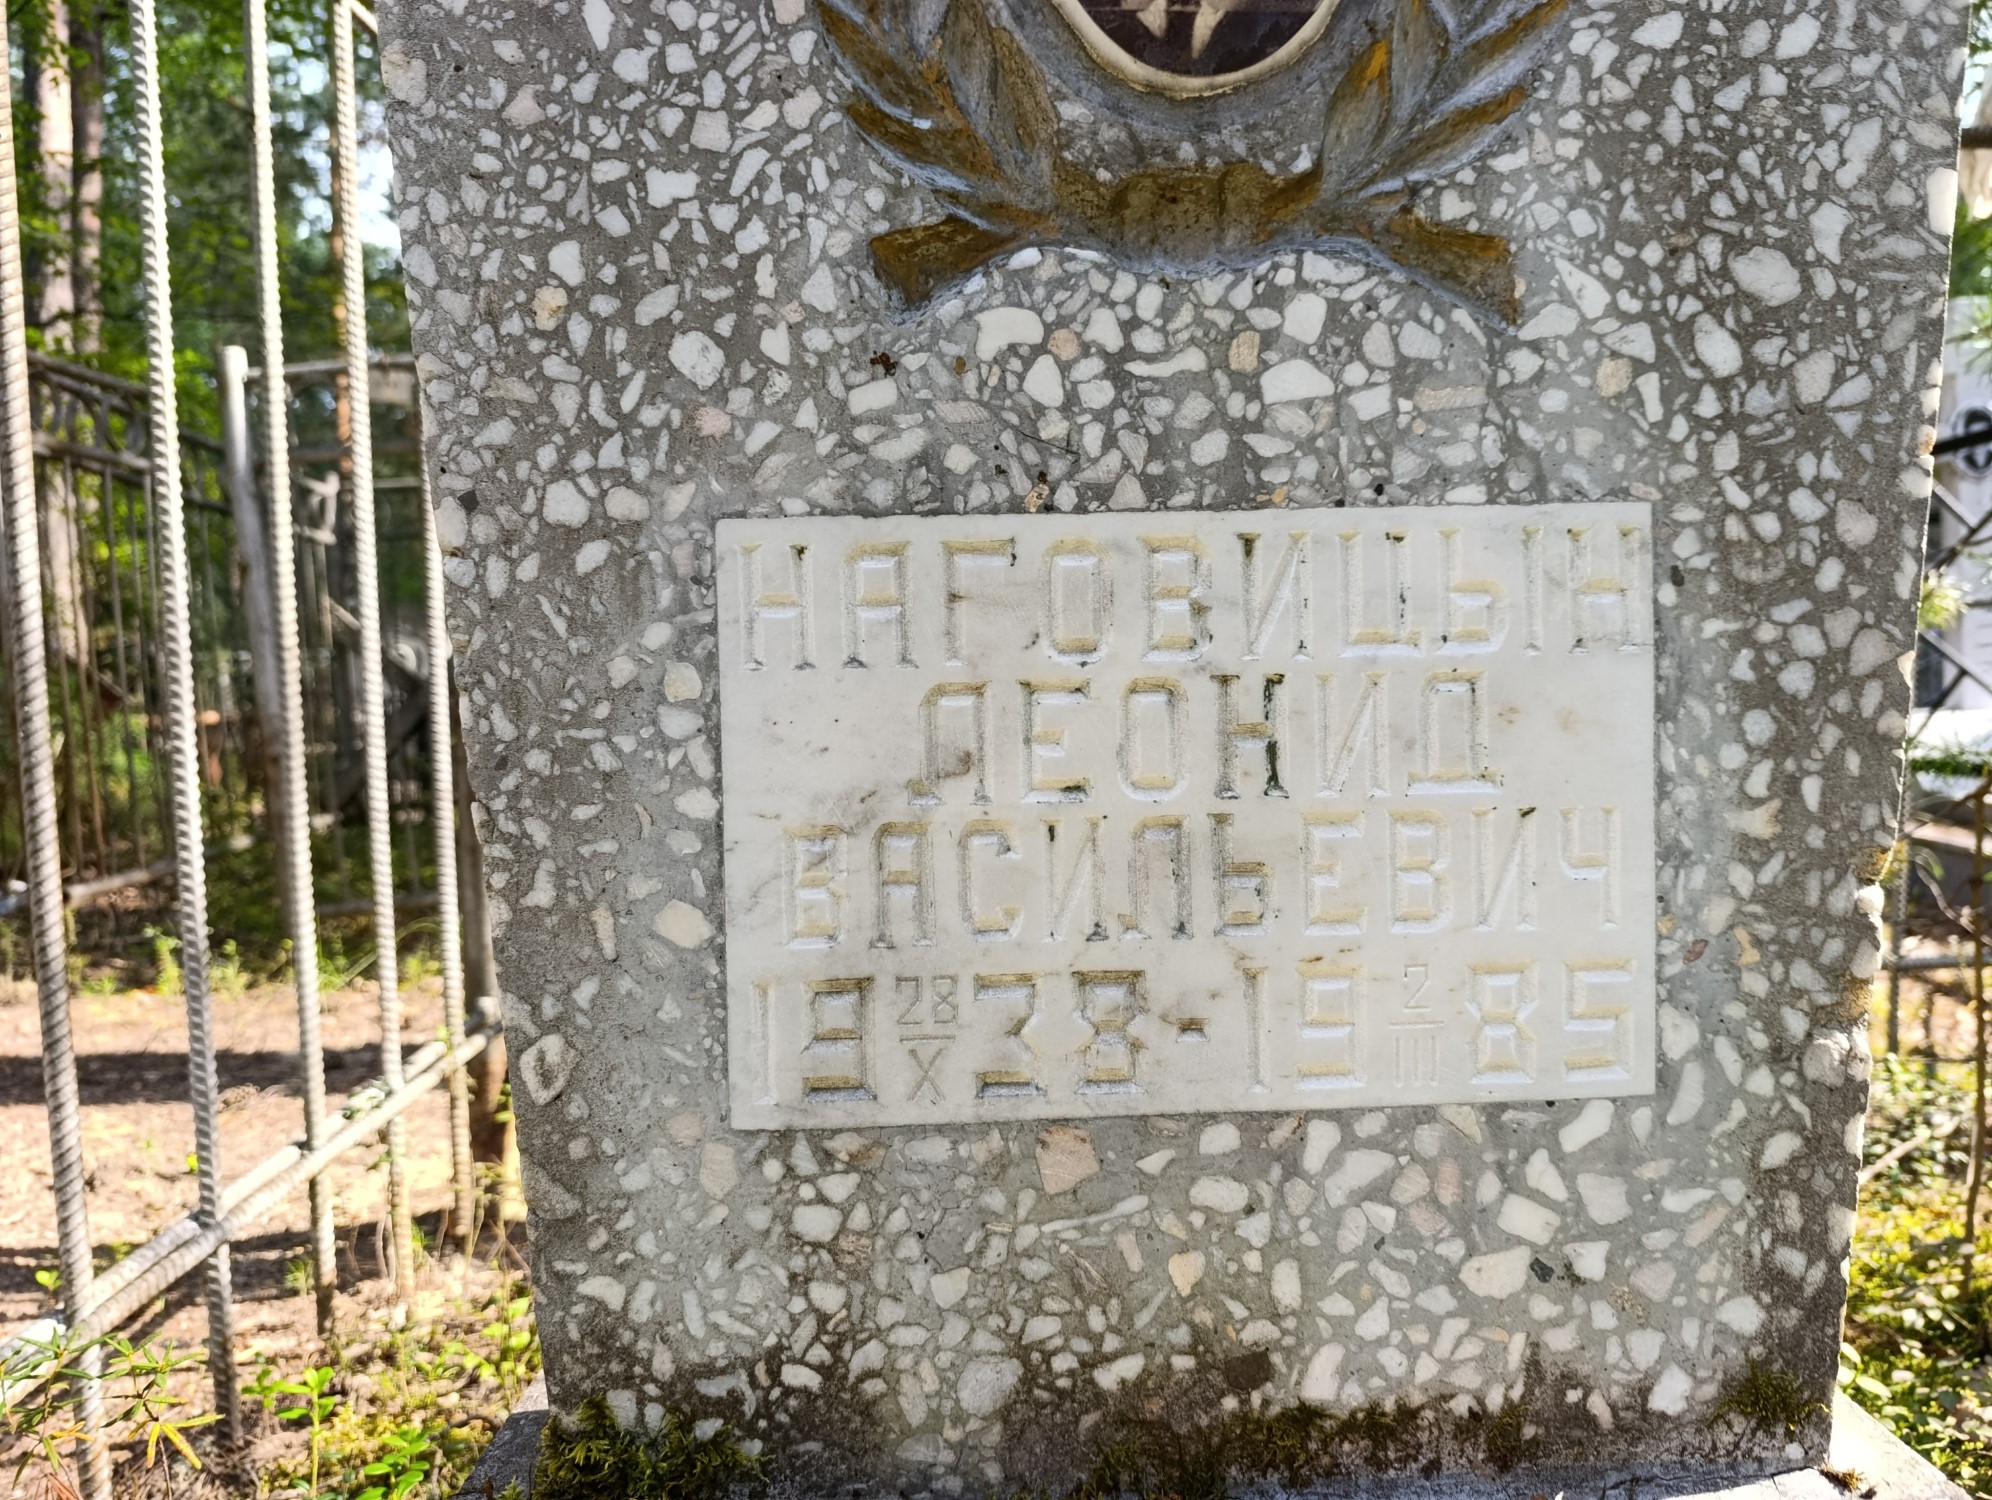 НАГОВИЦЫН
ЛЕОНИД
ВАСИЛЬЕВИЧ
19 28/X 38 - 19 2/III 85